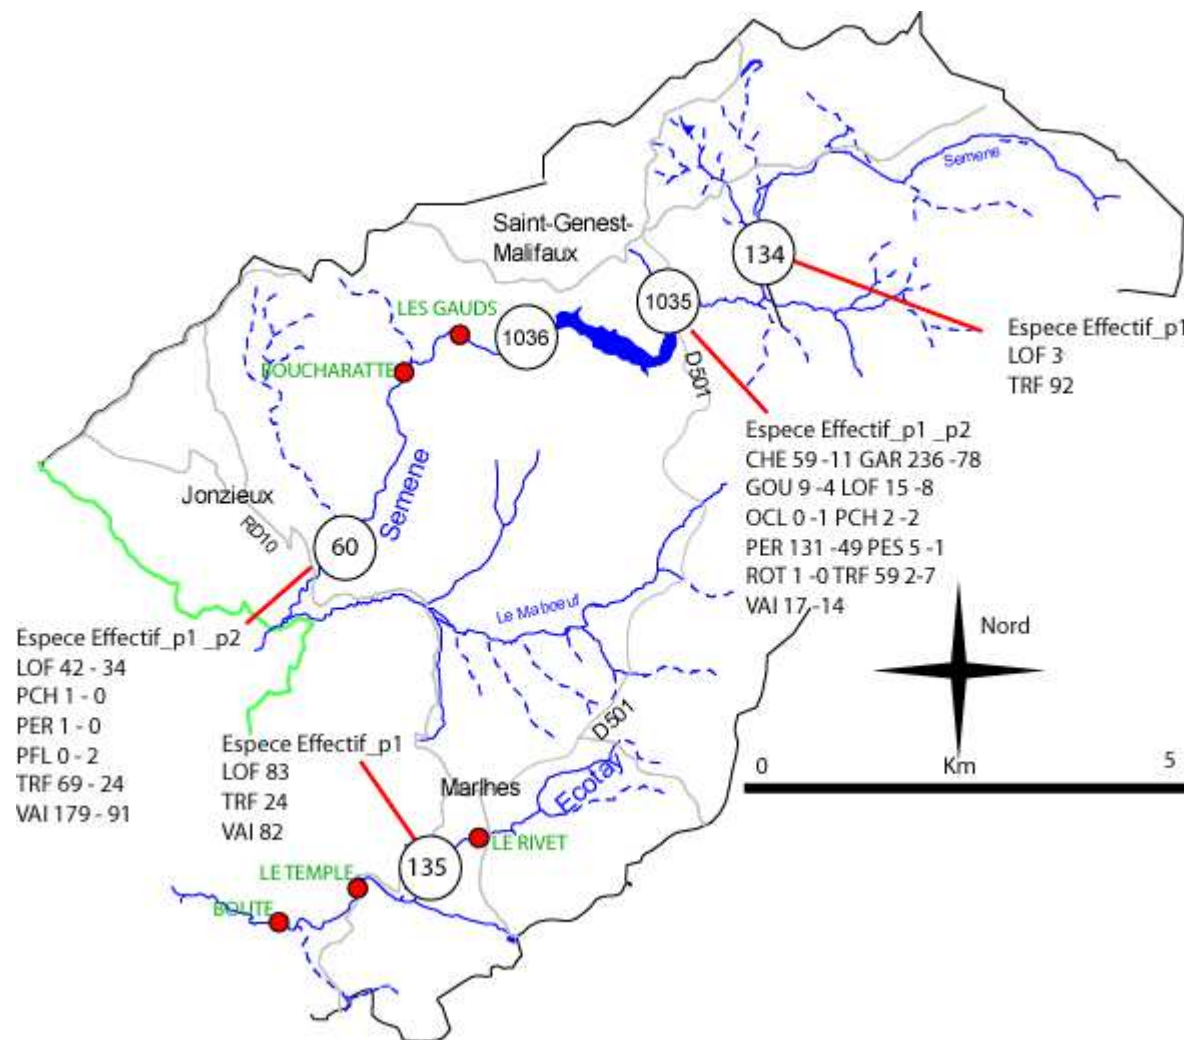 Semene
Saint-Genest-
Malifaux
134
1035
LES GAUDS
1036
BOUCHARATTE
D501
Espece Effectif_p1
LOF 3
TRF 92
Espece Effectif_p1 _p2
CHE 59 -11 GAR 236 -78
GOU 9 -4 LOF 15 -8
OCL 0 -1 PCH 2 -2
PER 131 -49 PES 5 -1
ROT 1 -0 TRF 59 2-7
VAI 17 -14
Jonzieux
RD10
Semene
60
Le Maboeuf
Nord
Espece Effectif_p1 _p2
LOF 42 - 34
PCH 1 - 0
PER 1 - 0
PFL 0 - 2
TRF 69 - 24
VAI 179 - 91
D501
Espece Effectif_p1
LOF 83
TRF 24
VAI 82
0 Km 5
Marlhes
Ecotay
LE RIVET
135
LE TEMPLE
BOUTE